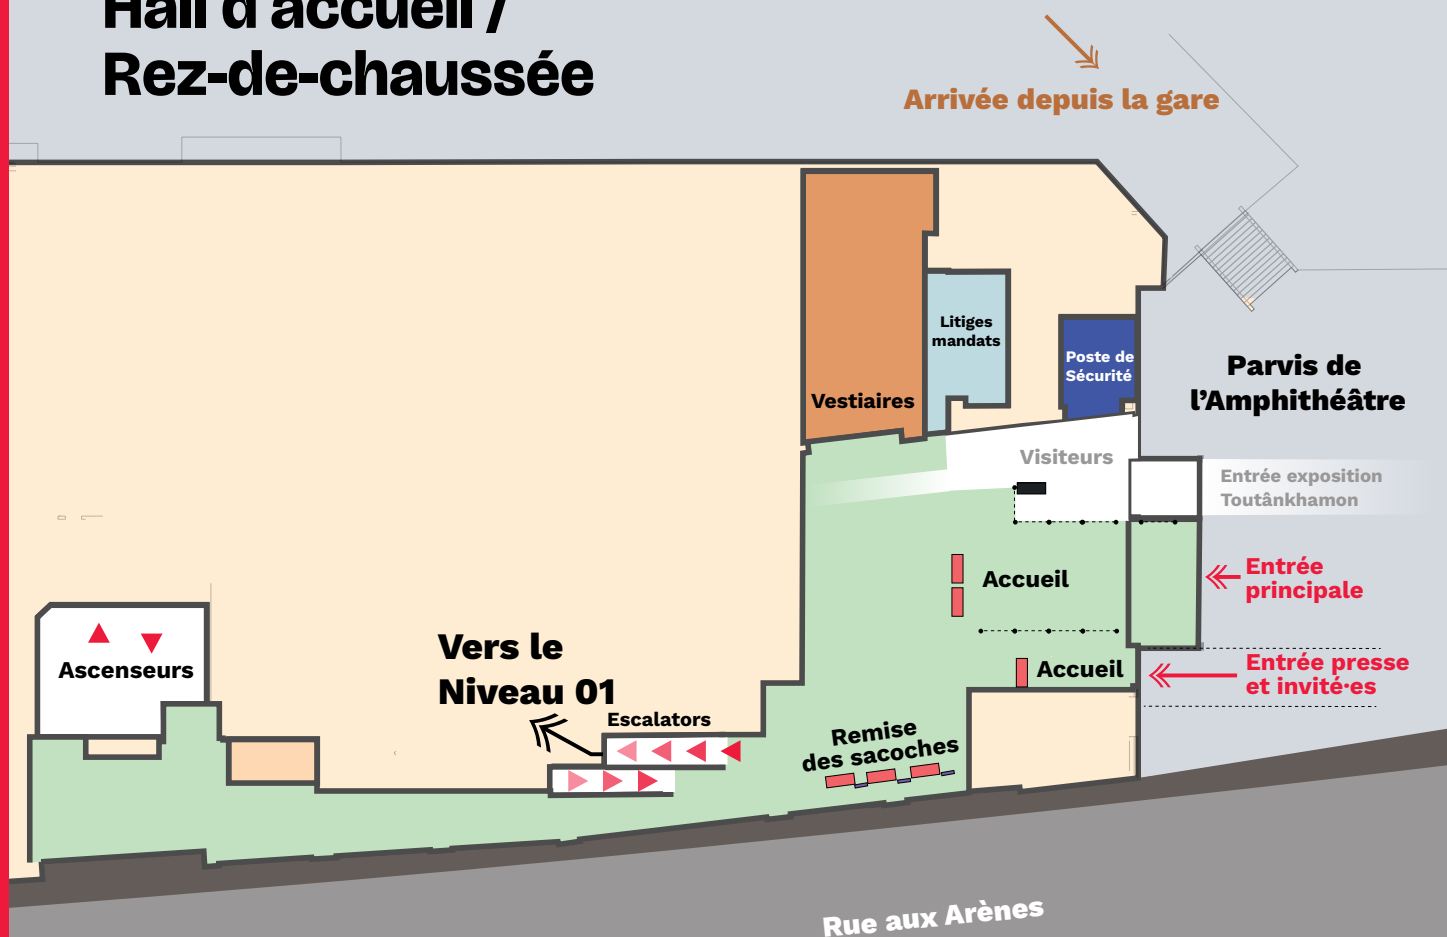 Hall d'accueil /
Rez-de-chaussée
Arrivée depuis la gare
Litiges
mandats
Poste de
Sécurité
Vestiaires
Parvis de
l'Amphithéâtre
Visiteurs
Entrée exposition
Toutânkhamon
Accueil
Entrée
principale
Accueil
Entrée presse
et invité·es
Ascenseurs
Vers le
Niveau 01
Escalators
Remise
des sacoches
Rue aux Arènes